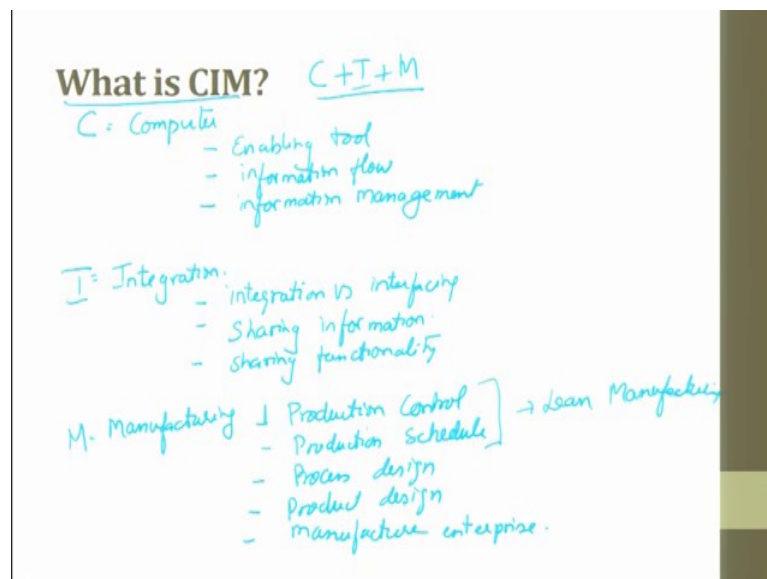 What is CIM? C+I+M
C: Computer
- Enabling tool
- information flow
- information management
I: Integration.
- integration vs interfacing
- Sharing information.
- sharing functionality
M. Manufacturing - Production Control
- Production Schedule → Lean Manufacturing
- Process design
- Product design
- manufacture enterprise.